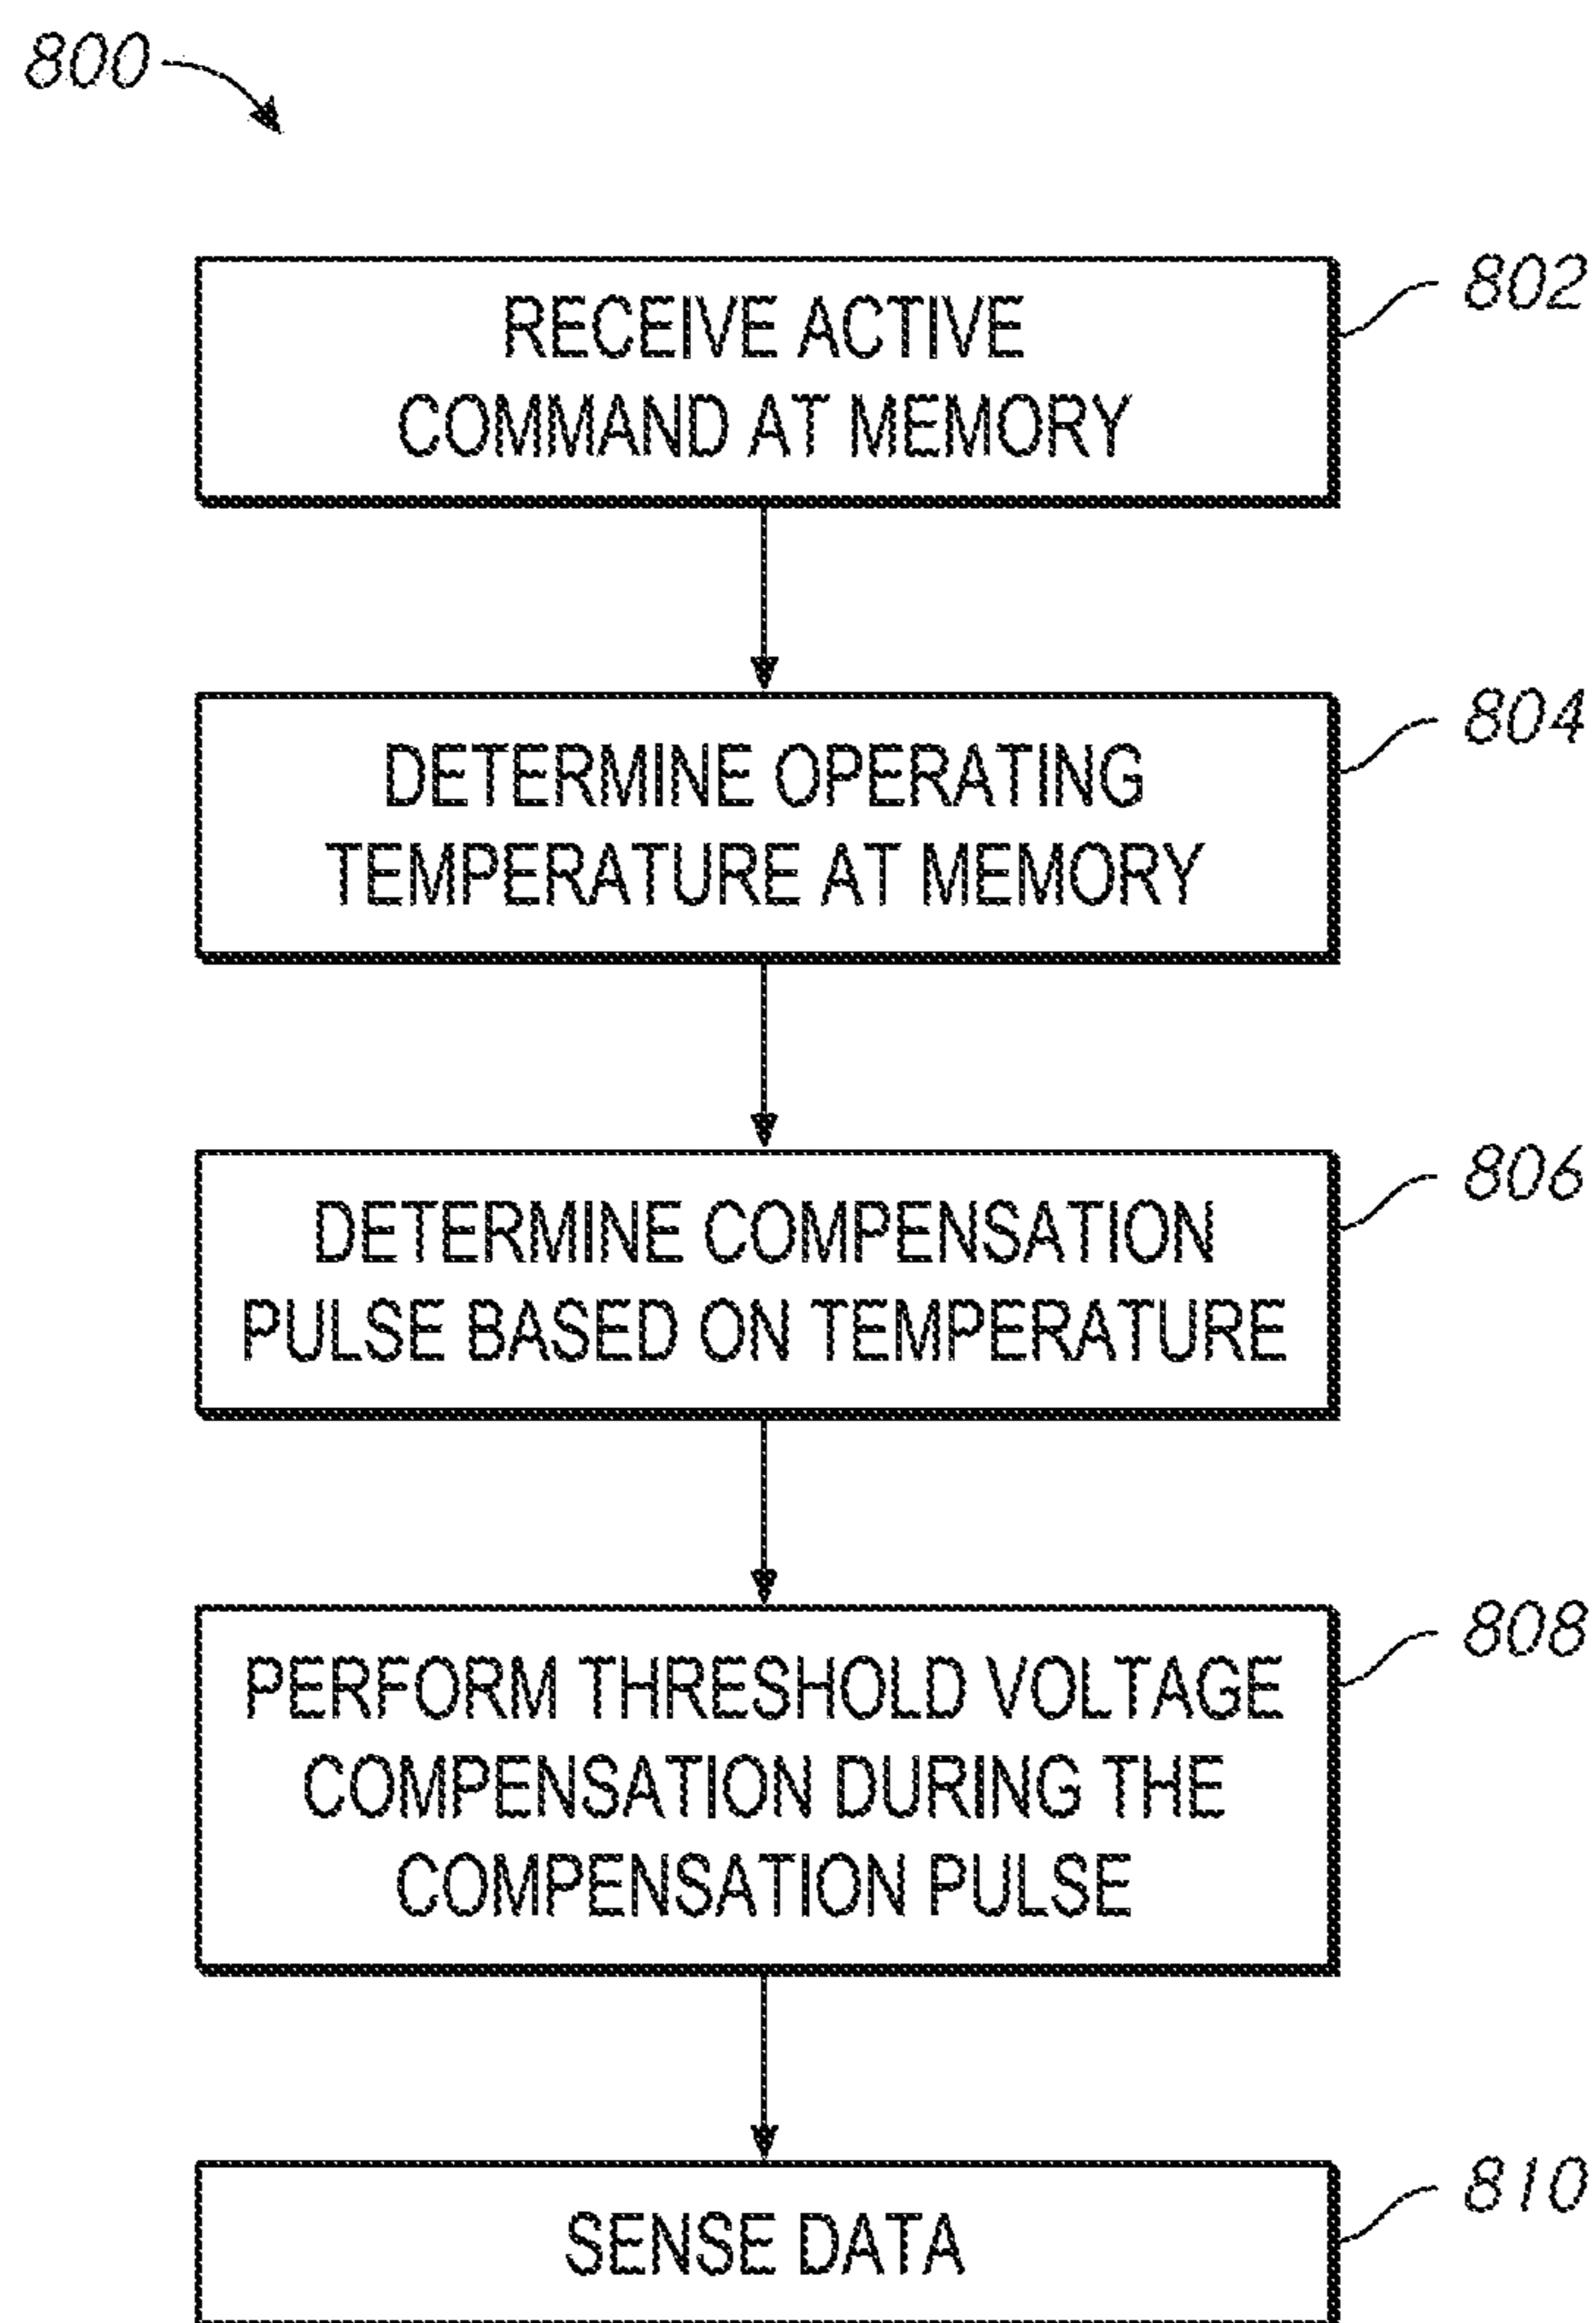 800
RECEIVE ACTIVE
COMMAND AT MEMORY
802
DETERMINE OPERATING
TEMPERATURE AT MEMORY
804
DETERMINE COMPENSATION
PULSE BASED ON TEMPERATURE
806
PERFORM THRESHOLD VOLTAGE
COMPENSATION DURING THE
COMPENSATION PULSE
808
SENSE DATA
810